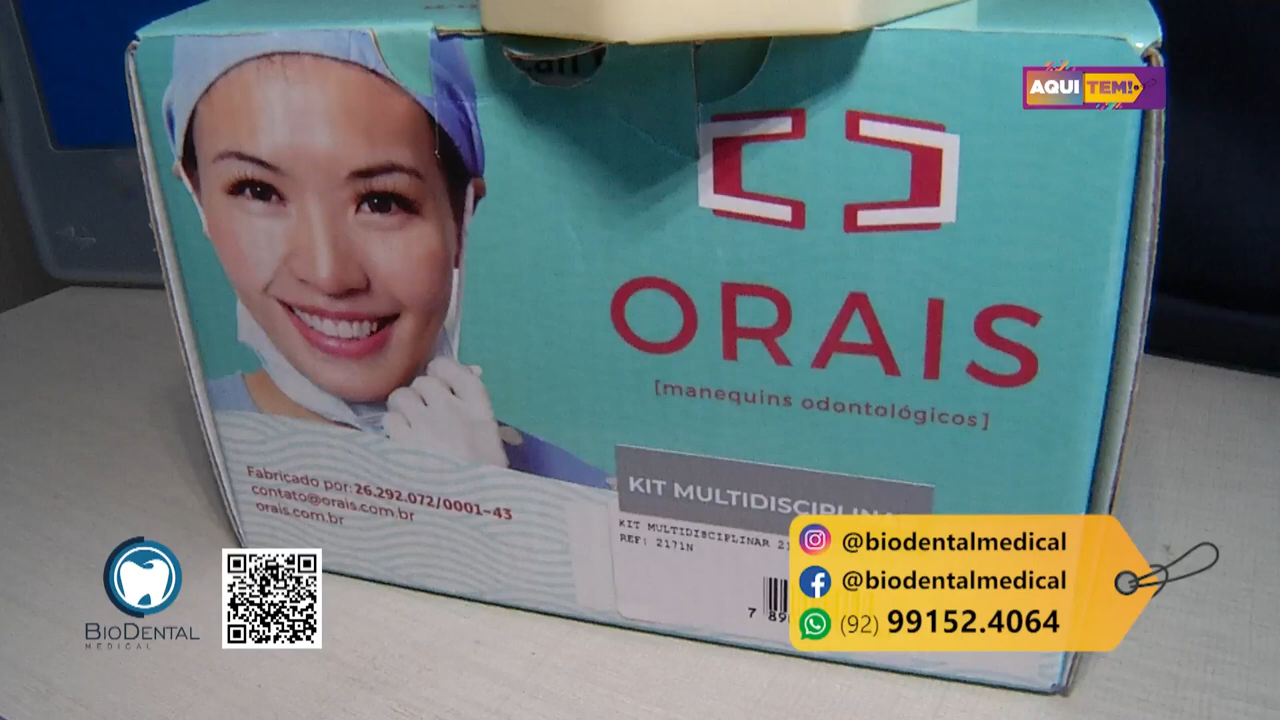 AQUI TEM!
ORAIS
[manequins odontológicos]
Fabricado por: 26.292.072/0001-43
contato@orais.com.br
orais.com.br
KIT MULTIDISCIPLINAR
KIT MULTIDISCIPLINAR
REF: 2171N
@biodentalmedical
@biodentalmedical
(92) 99152.4064
BIODENTAL
MEDICAL